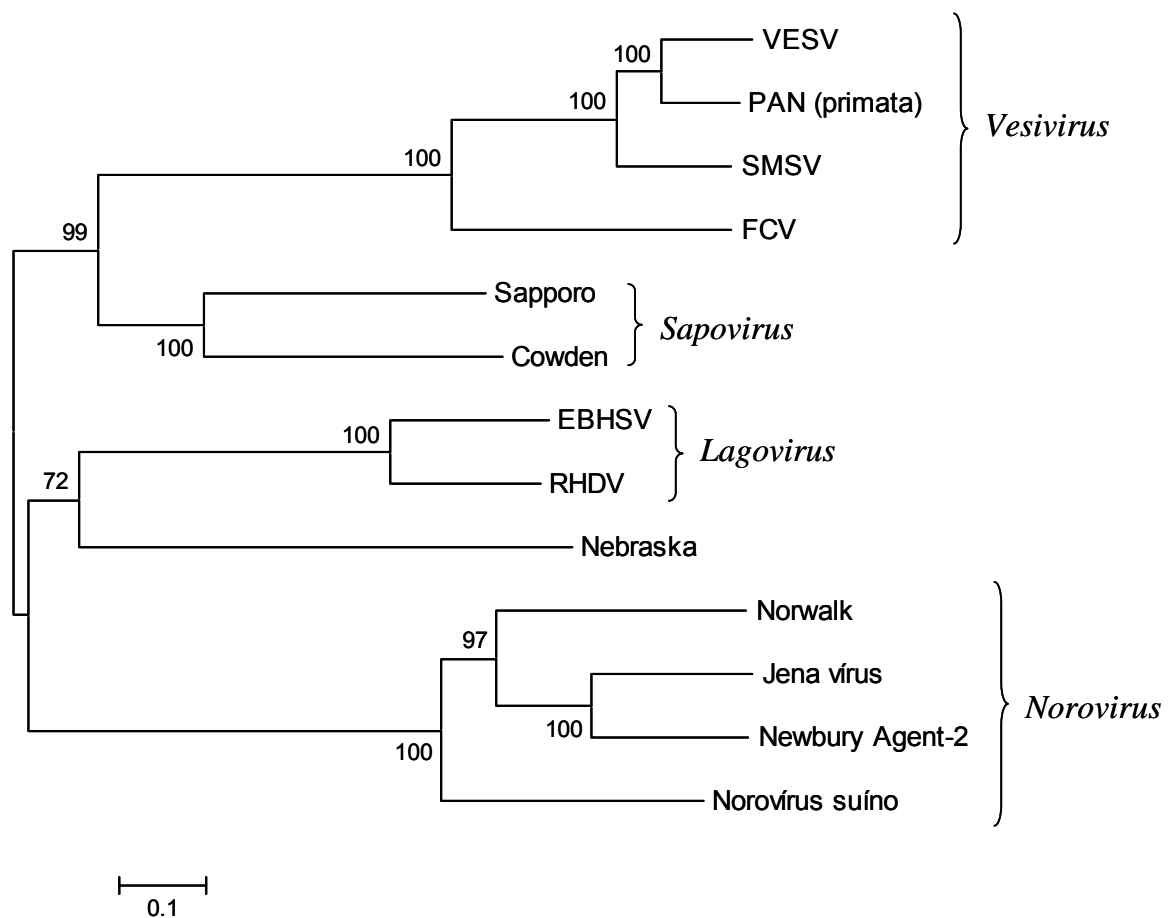 VESV
100
PAN (primata)
100
Vesivirus
100
SMSV
99
FCV
Sapporo
Sapovirus
100
Cowden
EBHSV
100
Lagovirus
72
RHDV
Nebraska
Norwalk
97
Jena vírus
Norovirus
100
Newbury Agent-2
100
Norovírus suíno
0.1